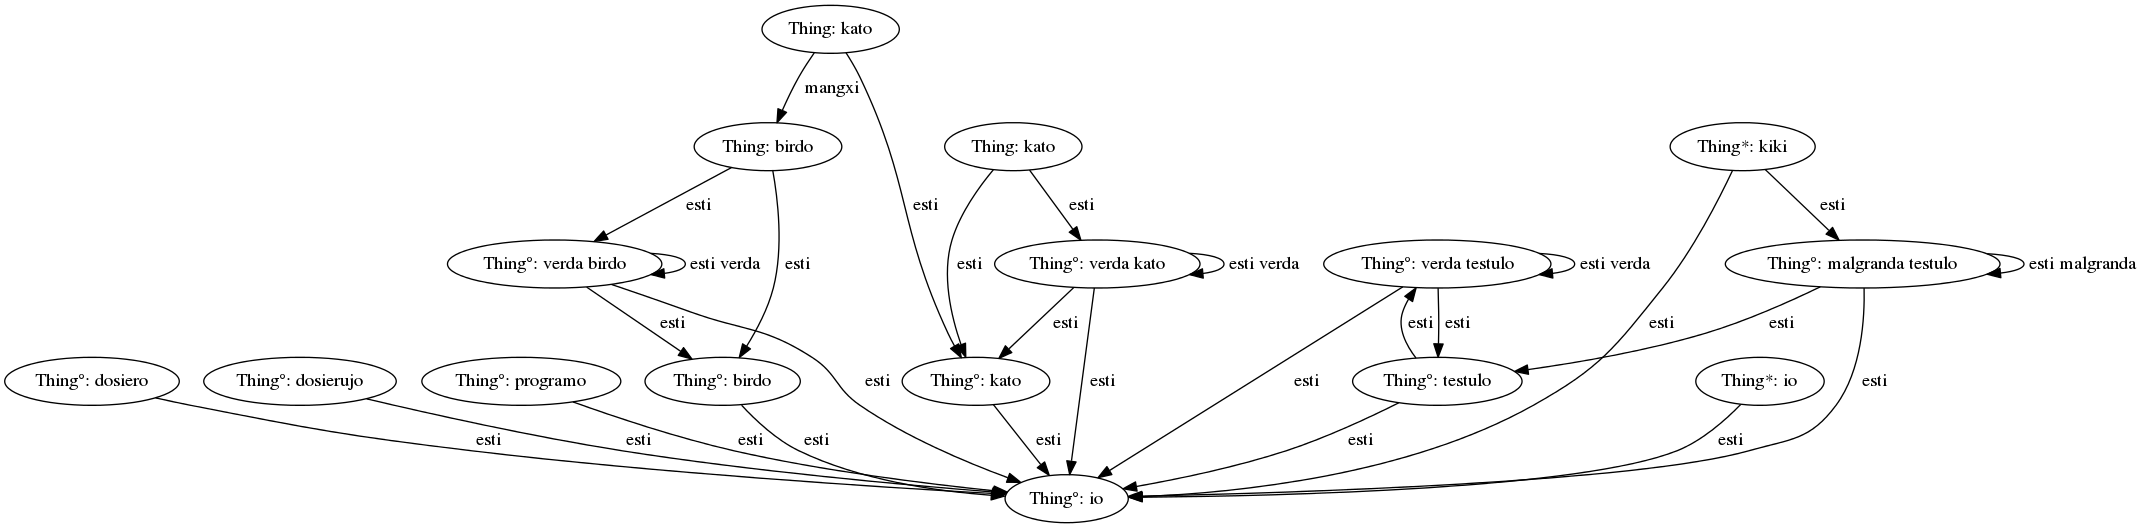 Thing: kato
mangxi
Thing: birdo
Thing: kato
Thing*: kiki
esti
esti
esti
esti
Thing°: verda birdo
esti verda
esti
esti
Thing°: verda kato
esti verda
Thing°: verda testulo
esti verda
Thing°: malgranda testulo
esti malgranda
esti
esti
esti
esti
esti
esti
Thing°: dosiero
Thing°: dosierujo
Thing°: programo
Thing°: birdo
esti
Thing°: kato
esti
esti
Thing°: testulo
Thing*: io
esti
esti
esti
esti
esti
esti
esti
esti
Thing°: io